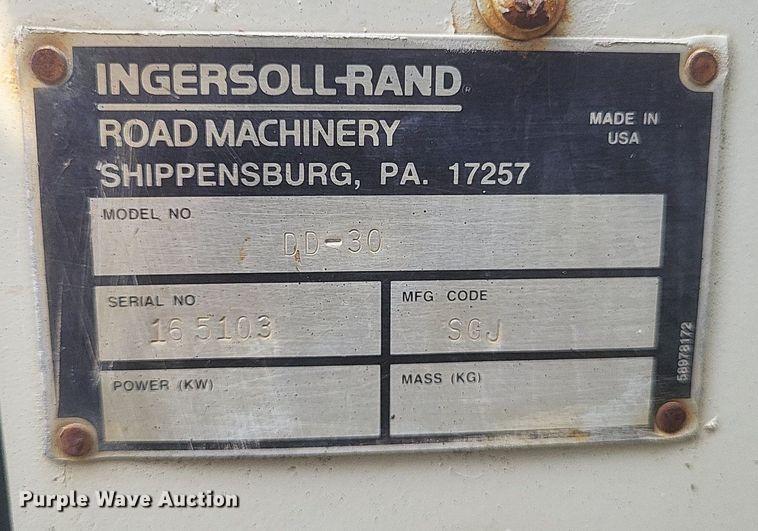 INGERSOLL-RAND®
ROAD MACHINERY
MADE IN
USA
SHIPPENSBURG, PA. 17257
MODEL NO
DD-30
SERIAL NO
165103
MFG CODE
SGJ
POWER (KW)
MASS (KG)
58978172
Purple Wave Auction